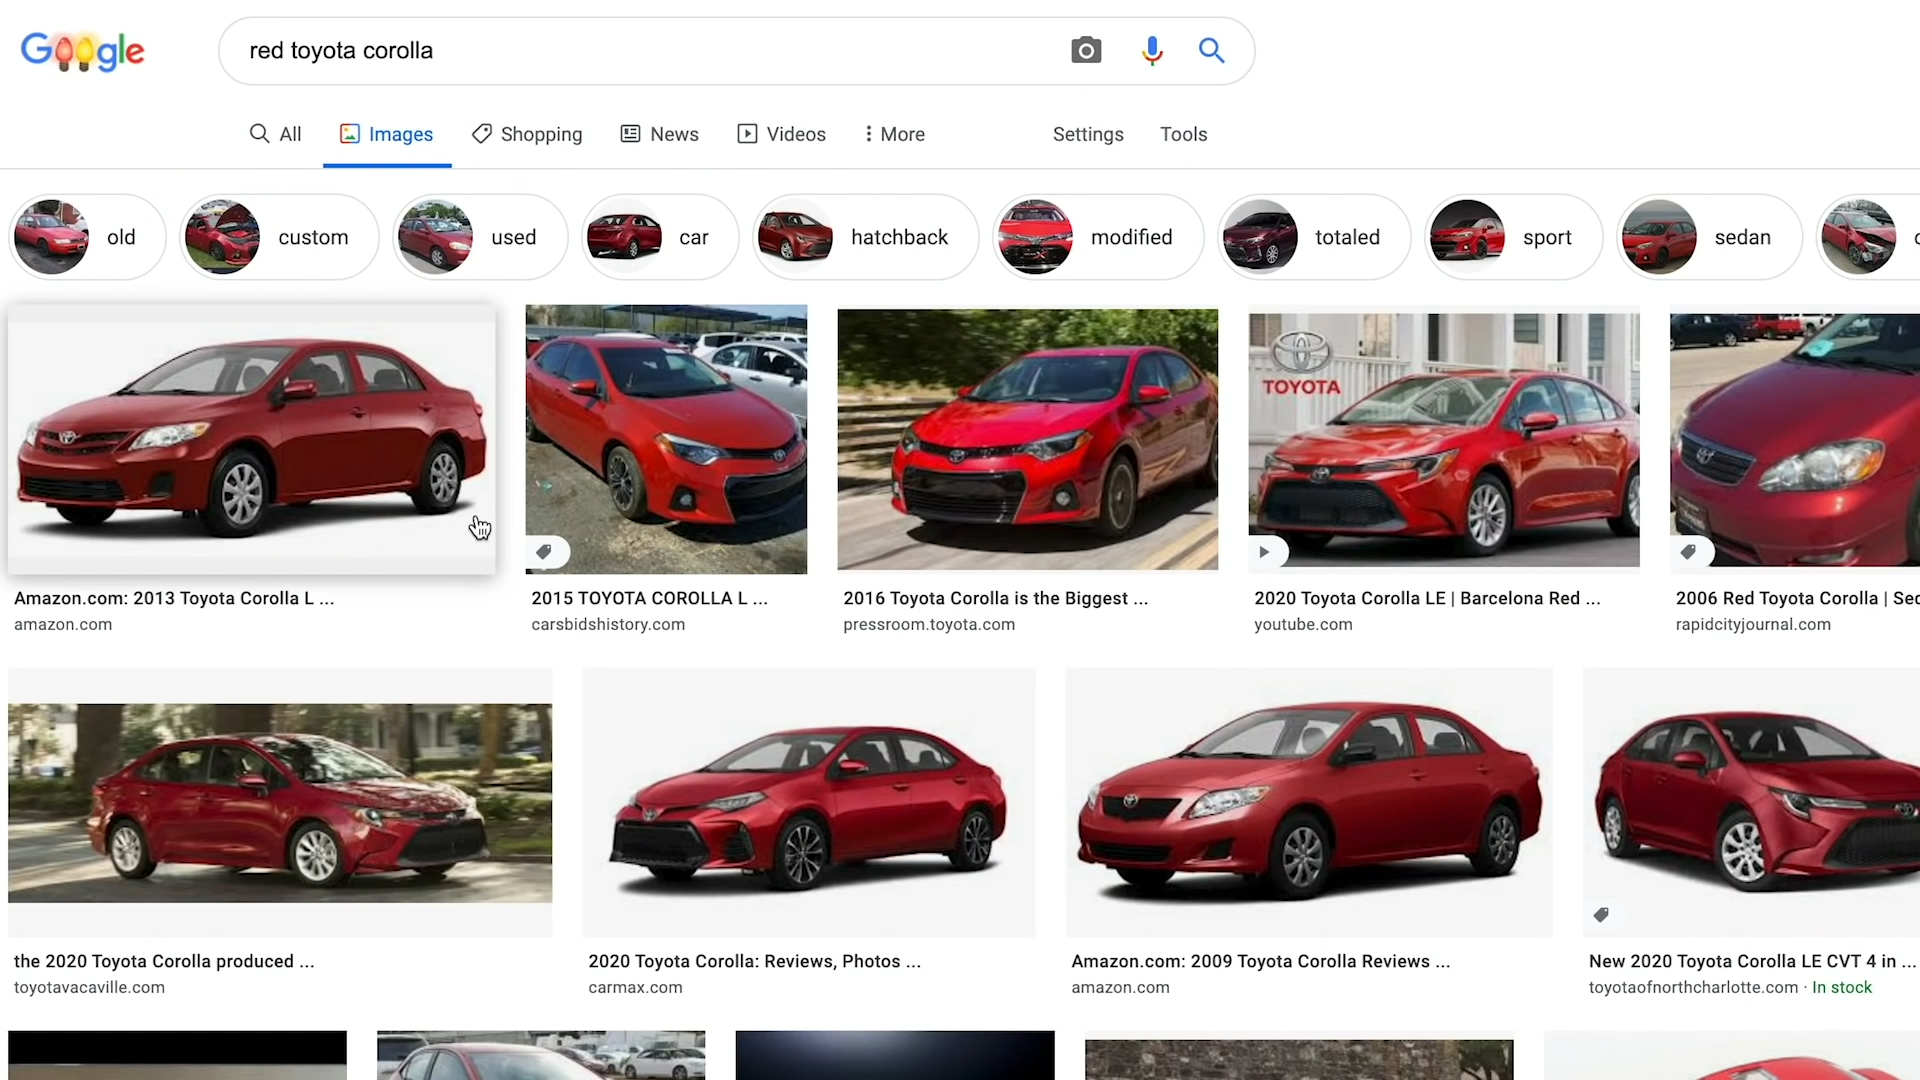 Google
red toyota corolla
All
Images
Shopping
News
Videos
More
Settings
Tools
old
custom
used
car
hatchback
modified
totaled
sport
sedan
TOYOTA
Amazon.com: 2013 Toyota Corolla L ...
amazon.com
2015 TOYOTA COROLLA L ...
carsbidshistory.com
2016 Toyota Corolla is the Biggest ...
pressroom.toyota.com
2020 Toyota Corolla LE | Barcelona Red ...
youtube.com
2006 Red Toyota Corolla | Sed
rapidcityjournal.com
the 2020 Toyota Corolla produced ...
toyotavacaville.com
2020 Toyota Corolla: Reviews, Photos ...
carmax.com
Amazon.com: 2009 Toyota Corolla Reviews ...
amazon.com
New 2020 Toyota Corolla LE CVT 4 in ...
toyotaofnorthcharlotte.com · In stock